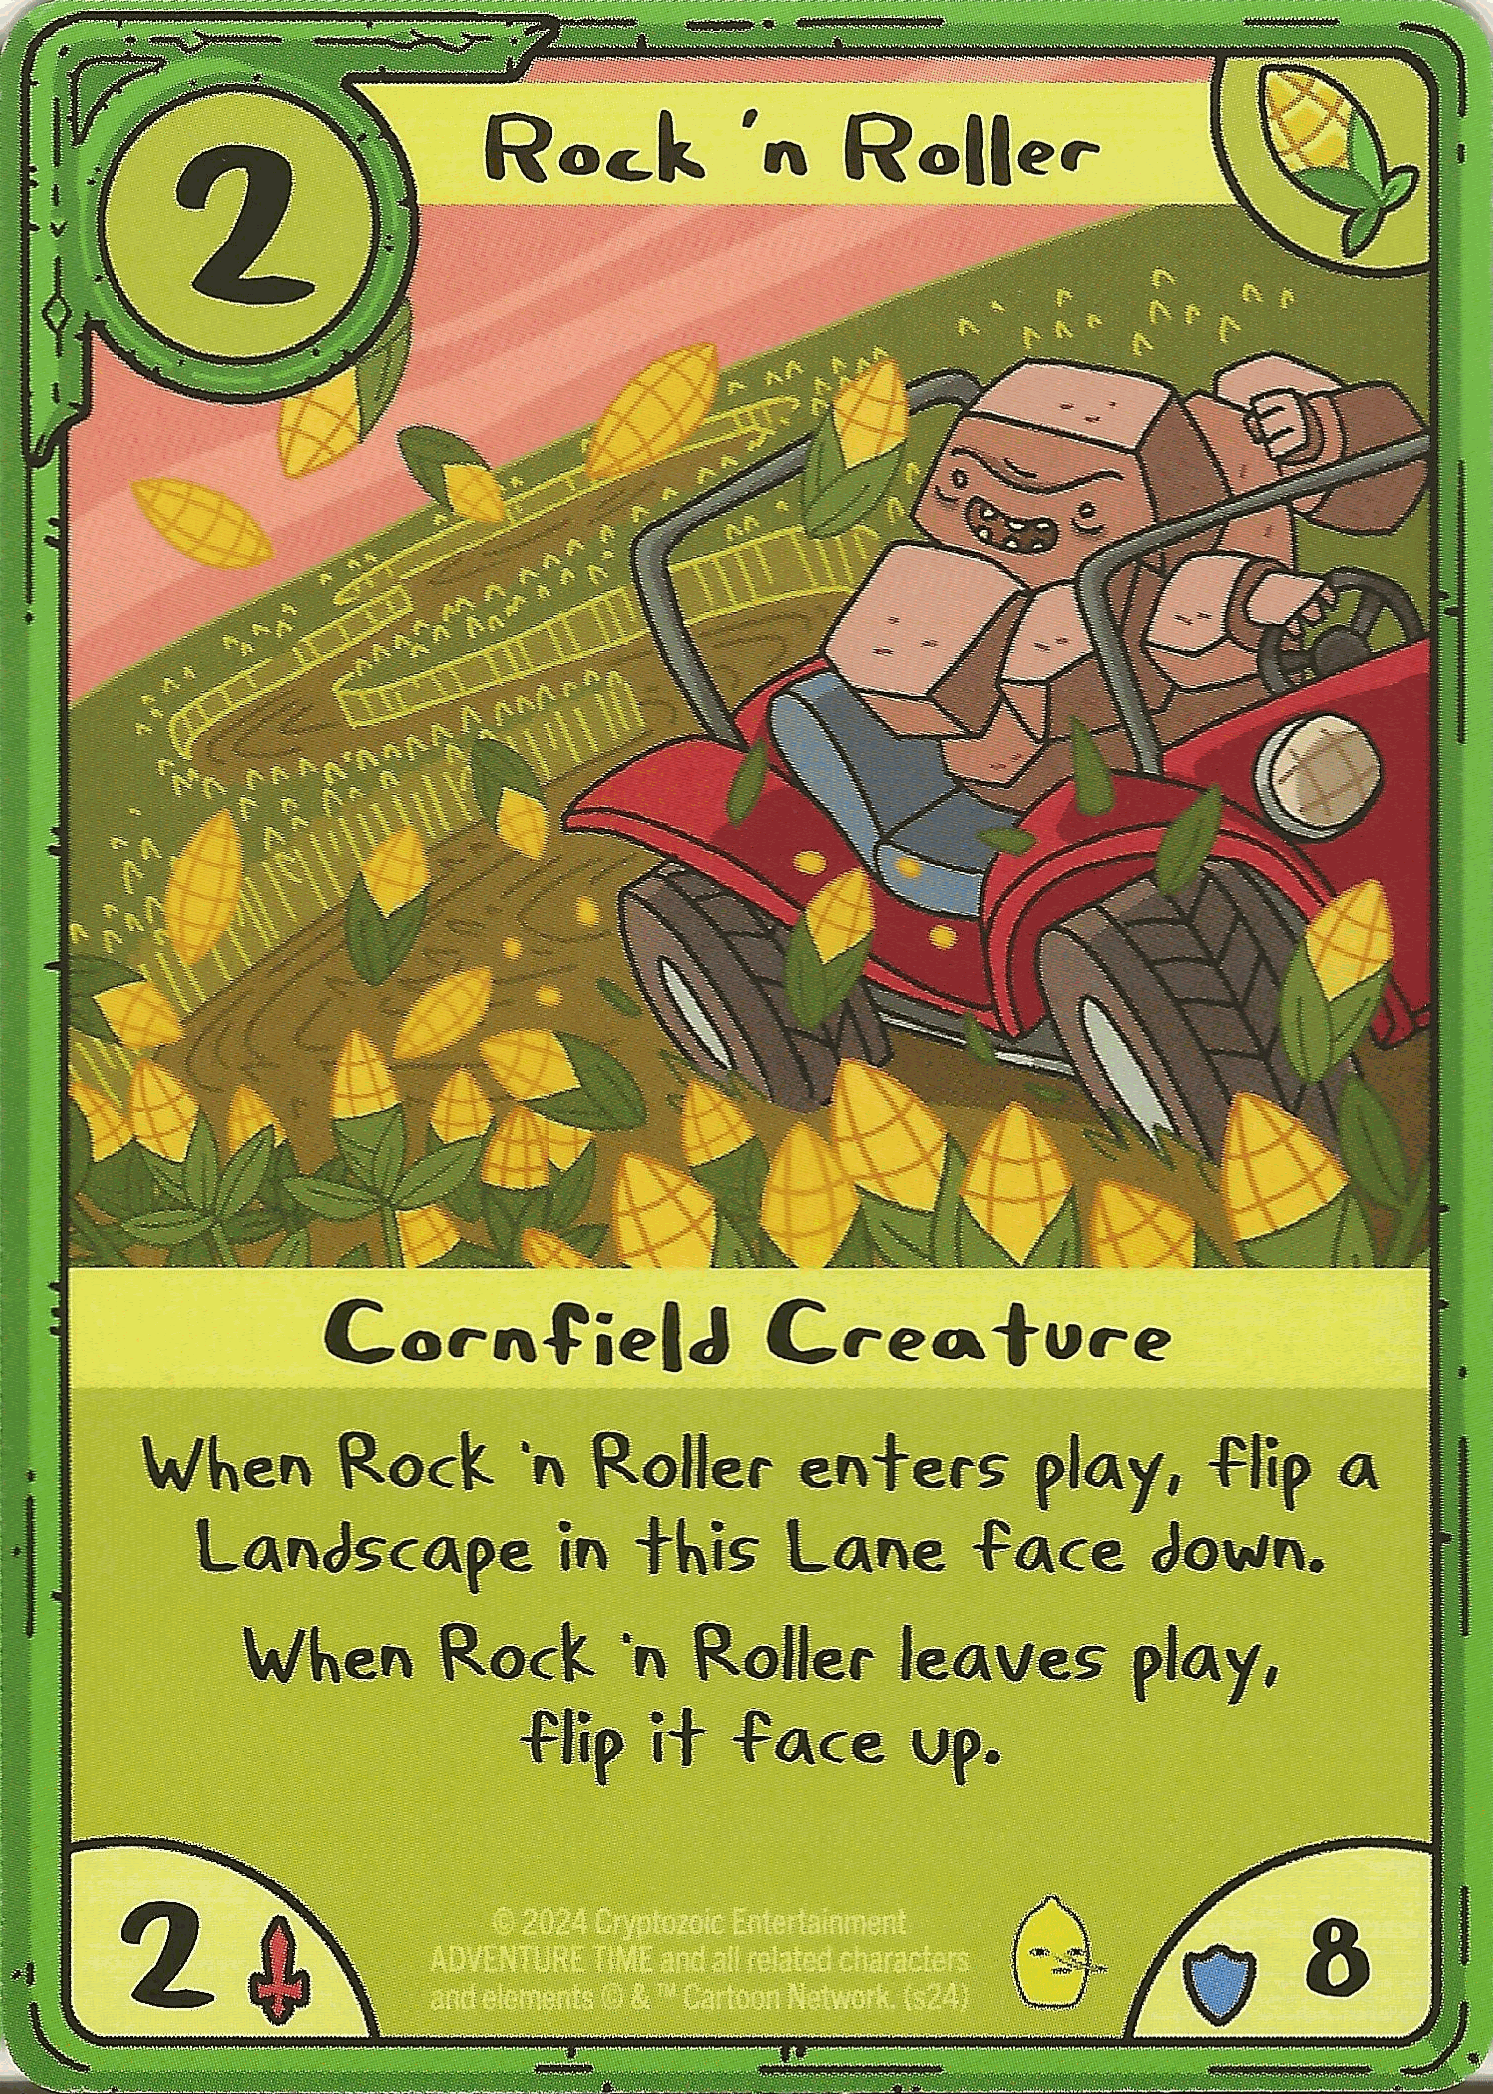 2
Rock 'n Roller
Cornfield Creature
When Rock 'n Roller enters play, flip a
Landscape in this Lane face down.
When Rock 'n Roller leaves play,
flip it face up.
2
© 2024 Cryptozoic Entertainment
ADVENTURE TIME and all related characters
and elements © & ™ Cartoon Network. (s24)
8